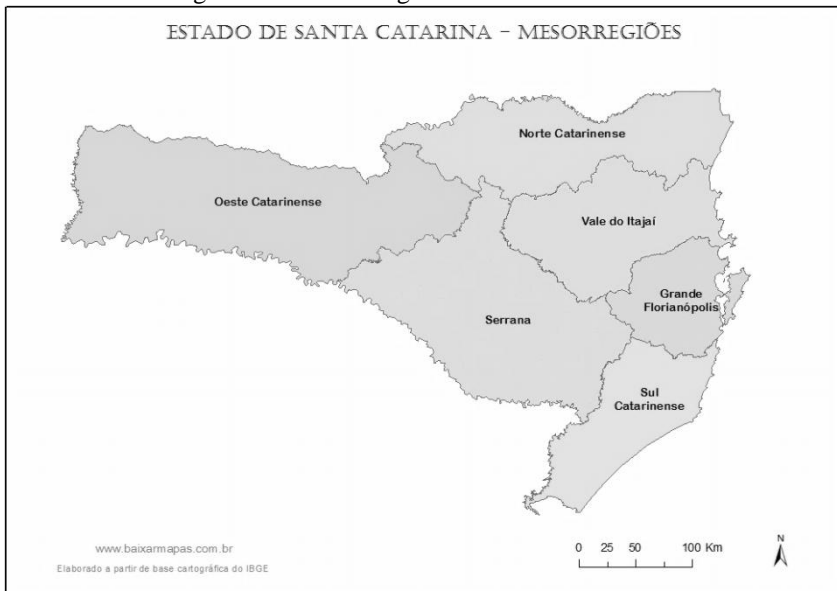 ESTADO DE SANTA CATARINA - MESORREGIÕES
Norte Catarinense
Oeste Catarinense
Vale do Itajaí
Grande
Florianópolis
Serrana
Sul
Catarinense
www.baixarmapas.com.br
Elaborado a partir de base cartográfica do IBGE
0 25 50 100 Km
N